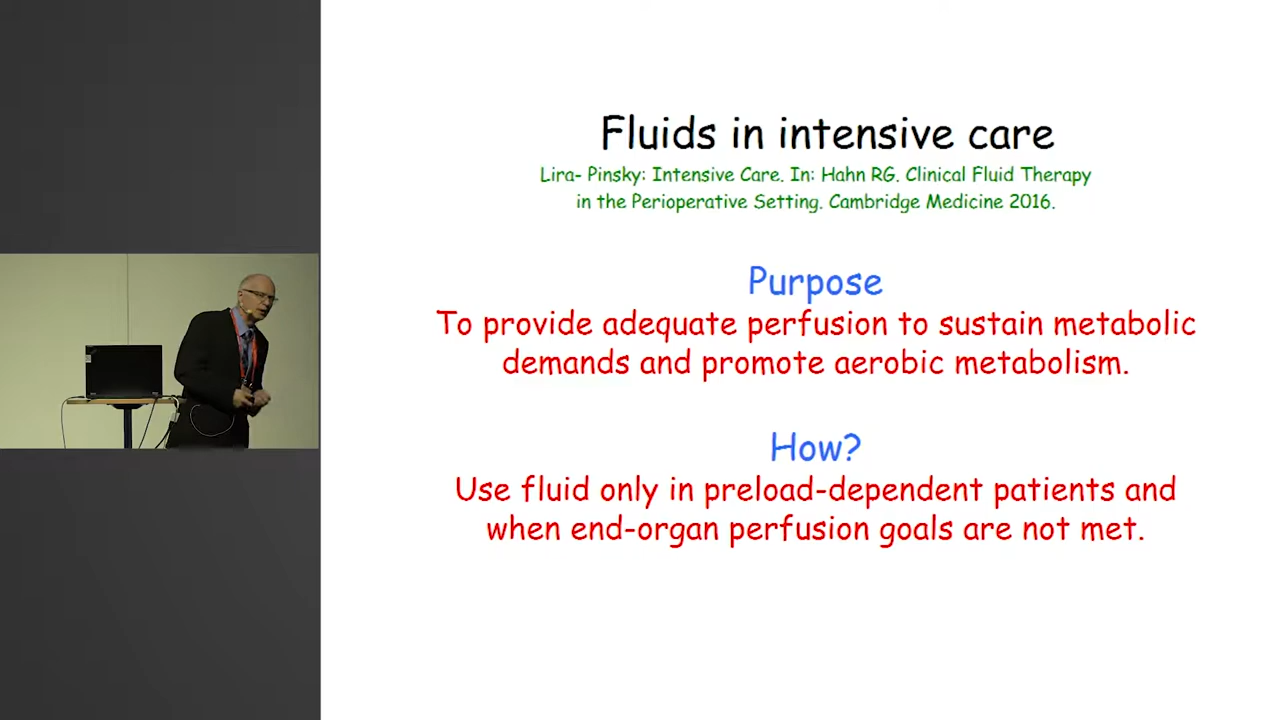 Fluids in intensive care
Lira- Pinsky: Intensive Care. In: Hahn RG. Clinical Fluid Therapy
in the Perioperative Setting. Cambridge Medicine 2016.
Purpose
To provide adequate perfusion to sustain metabolic
demands and promote aerobic metabolism.
How?
Use fluid only in preload-dependent patients and
when end-organ perfusion goals are not met.